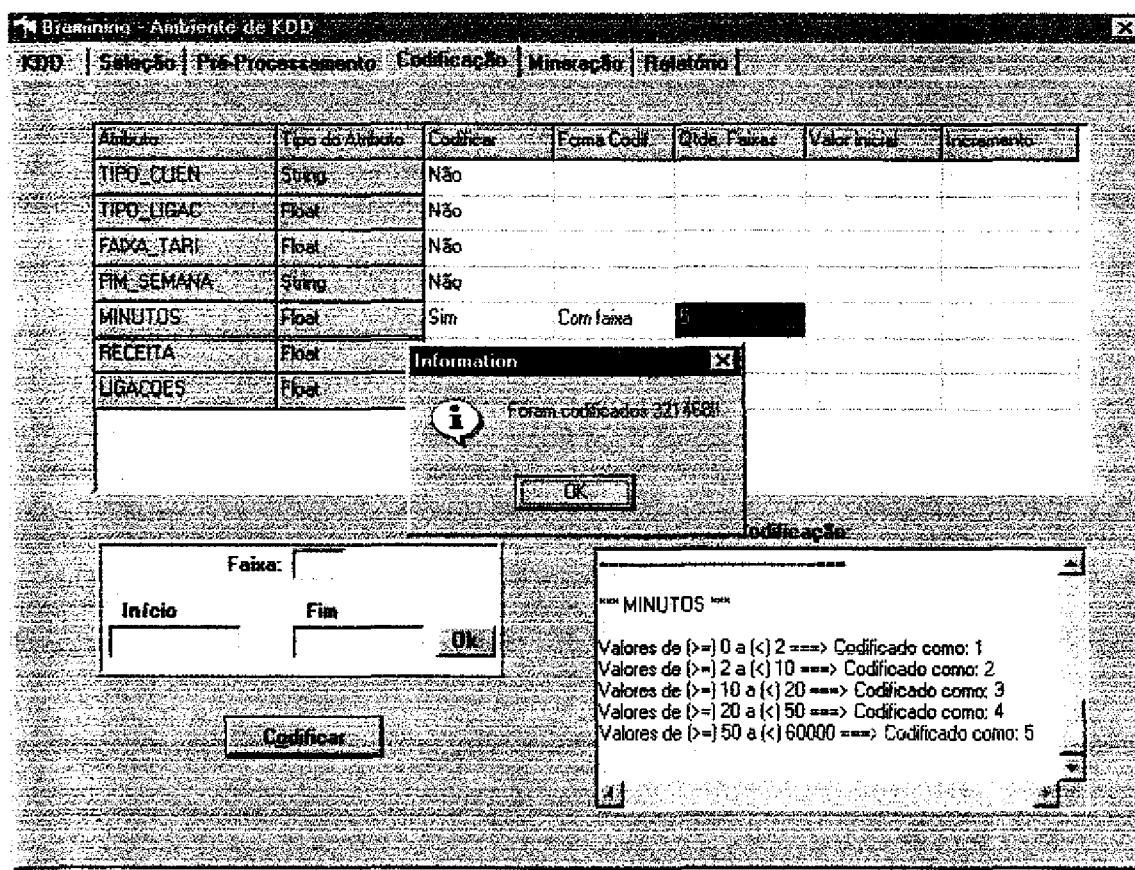 Bramining - Ambiente de KDD
KDD Seleção Pré-Processamento Codificação Mineração Relatório
Atributo Tipo do Atributo Codificar Forma Codif. Qtde. Faixas Valor Inicial Incremento
TIPO_CLIEN String Não
TIPO_LIGAC Float Não
FAIXA_TARI Float Não
FIM_SEMANA String Não
MINUTOS Float Sim Com faixa 5
RECEITA Float
LIGACOES Float
Information
Foram codificados
OK
odificação:
Faixa:
Início Fim
Ok
Codificar
*** MINUTOS ***
Valores de (>=) 0 a (<) 2 ===> Codificado como: 1
Valores de (>=) 2 a (<) 10 ===> Codificado como: 2
Valores de (>=) 10 a (<) 20 ===> Codificado como: 3
Valores de (>=) 20 a (<) 50 ===> Codificado como: 4
Valores de (>=) 50 a (<) 60000 ===> Codificado como: 5